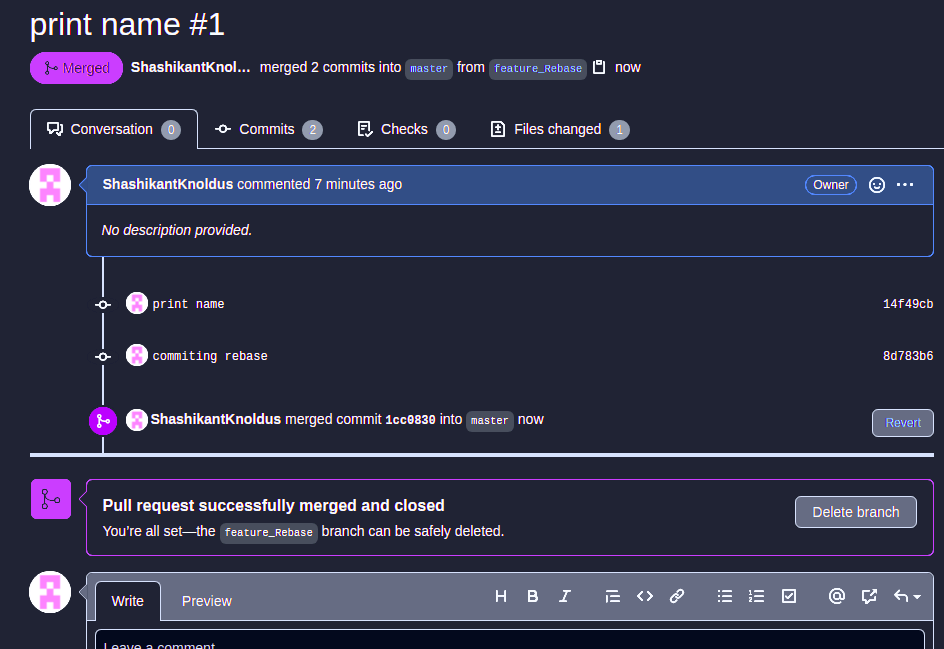 print name #1
Merged ShashikantKnol... merged 2 commits into master from feature_Rebase now
Conversation 0 Commits 2 Checks 0 Files changed 1
ShashikantKnoldus commented 7 minutes ago Owner
No description provided.
print name 14f49cb
commiting rebase 8d783b6
ShashikantKnoldus merged commit 1cc0830 into master now Revert
Pull request successfully merged and closed
You're all set—the feature_Rebase branch can be safely deleted. Delete branch
Write Preview
Leave a comment